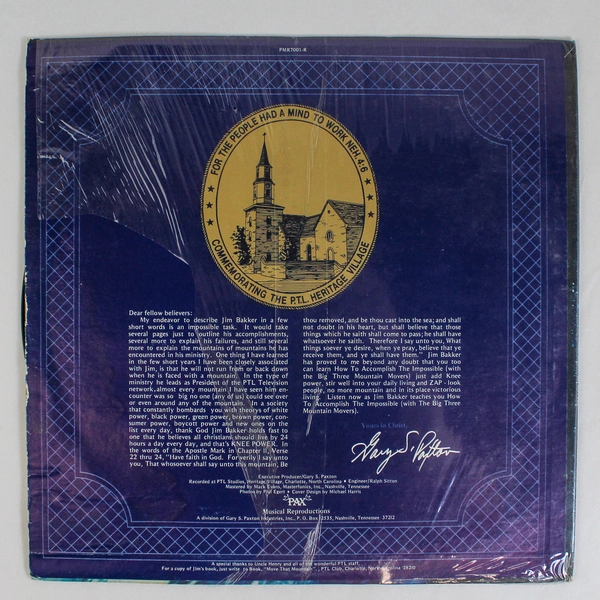 PMR7001-R
FOR THE PEOPLE HAD A MIND TO WORK NEH 4:6
COMMEMORATING THE P.T.L. HERITAGE VILLAGE
Dear fellow believers:
My endeavor to describe Jim Bakker in a few
short words is an impossible task. It would take
several pages just to outline his accomplishments,
several more to explain his failures, and still several
more to explain the mountains of mountains he has
encountered in his ministry. One thing I have learned
in the few short years I have been closely associated
with Jim, is that he will not run from or back down
when he is faced with a mountain. In the type of
ministry he leads as President of the PTL Television
network, almost every mountain I have seen him en-
counter was so big no one (any of us) could see over
or even around any of the mountain. In a society
that constantly bombards you with theorys of white
power, black power, green power, brown power, con-
sumer power, boycott power and new ones on the
list every day, thank God Jim Bakker holds fast to
one that he believes all christians should live by 24
hours a day every day, and that's KNEE POWER. In
the words of the Apostle Mark in Chapter II, Verse
22 thru 24, "Have faith in God. For verily I say unto
you, That whosoever shall say unto this mountain, Be
thou removed, and be thou cast into the sea; and shall
not doubt in his heart, but shall believe that those
things which he saith shall come to pass; he shall have
whatsoever he saith. Therefore I say unto you, What
things soever ye desire, when ye pray, believe that ye
receive them, and ye shall have them." Jim Bakker
has proved to me beyond any doubt that you too
can learn How To Accomplish The Impossible (with
the Big Three Mountain Movers) just add Knee
power, stir well into your daily living and ZAP - look
people, no more mountain and in its place victorious
living. Listen now as Jim Bakker teaches you How
To Accomplish The Impossible (with The Big Three
Mountain Movers).
Yours in Christ,
Gary S. Paxton
Executive Producer/Gary S. Paxton
Recorded at PTL Studios, Heritage Village, Charlotte, North Carolina • Engineer/Ralph Sitton
Mastered by Mack Evans, Masterfonics, Inc., Nashville, Tennessee
Photos by Phil Egert • Cover Design by Michael Harris
PAX
Musical Reproductions
A division of Gary S. Paxton Industries, Inc., P. O. Box 12535, Nashville, Tennessee 37212
A special thanks to Uncle Henry and all of the wonderful PTL staff.
For a copy of Jim's book, just write to Book, "Move That Mountain", PTL Club, Charlotte, North Carolina 28210